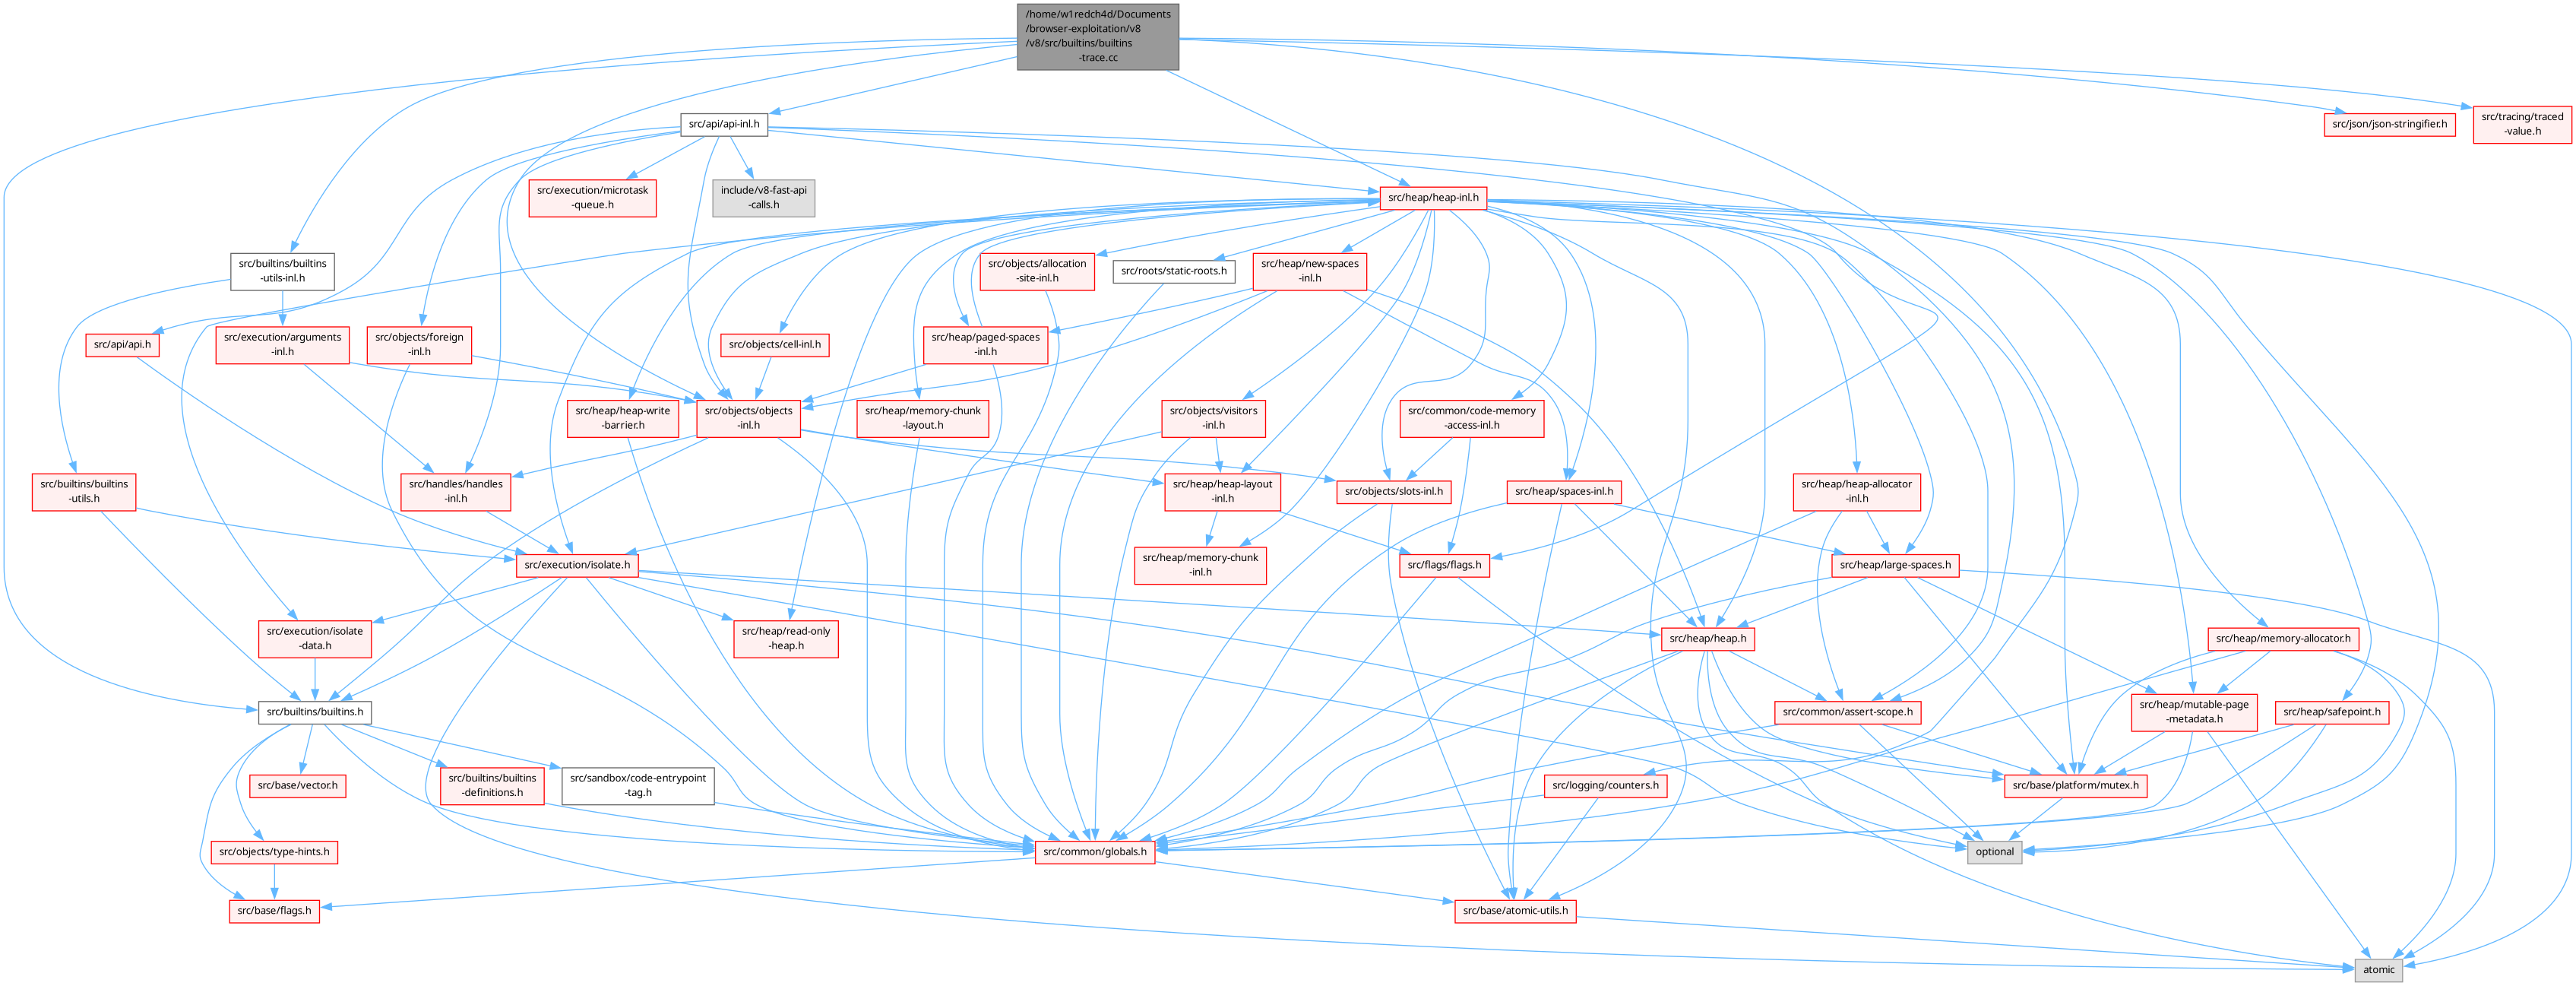 /home/w1redch4d/Documents
/browser-exploitation/v8
/v8/src/builtins/builtins
-trace.cc
src/api/api-inl.h
src/json/json-stringifier.h
src/tracing/traced
-value.h
src/execution/microtask
-queue.h
include/v8-fast-api
-calls.h
src/heap/heap-inl.h
src/builtins/builtins
-utils-inl.h
src/objects/allocation
-site-inl.h
src/roots/static-roots.h
src/heap/new-spaces
-inl.h
src/api/api.h
src/execution/arguments
-inl.h
src/objects/foreign
-inl.h
src/objects/cell-inl.h
src/heap/paged-spaces
-inl.h
src/heap/heap-write
-barrier.h
src/objects/objects
-inl.h
src/heap/memory-chunk
-layout.h
src/objects/visitors
-inl.h
src/common/code-memory
-access-inl.h
src/builtins/builtins
-utils.h
src/handles/handles
-inl.h
src/heap/heap-layout
-inl.h
src/objects/slots-inl.h
src/heap/spaces-inl.h
src/heap/heap-allocator
-inl.h
src/execution/isolate.h
src/heap/memory-chunk
-inl.h
src/flags/flags.h
src/heap/large-spaces.h
src/execution/isolate
-data.h
src/heap/read-only
-heap.h
src/heap/heap.h
src/heap/memory-allocator.h
src/builtins/builtins.h
src/common/assert-scope.h
src/heap/mutable-page
-metadata.h
src/heap/safepoint.h
src/base/vector.h
src/builtins/builtins
-definitions.h
src/sandbox/code-entrypoint
-tag.h
src/logging/counters.h
src/base/platform/mutex.h
src/objects/type-hints.h
src/common/globals.h
optional
src/base/flags.h
src/base/atomic-utils.h
atomic